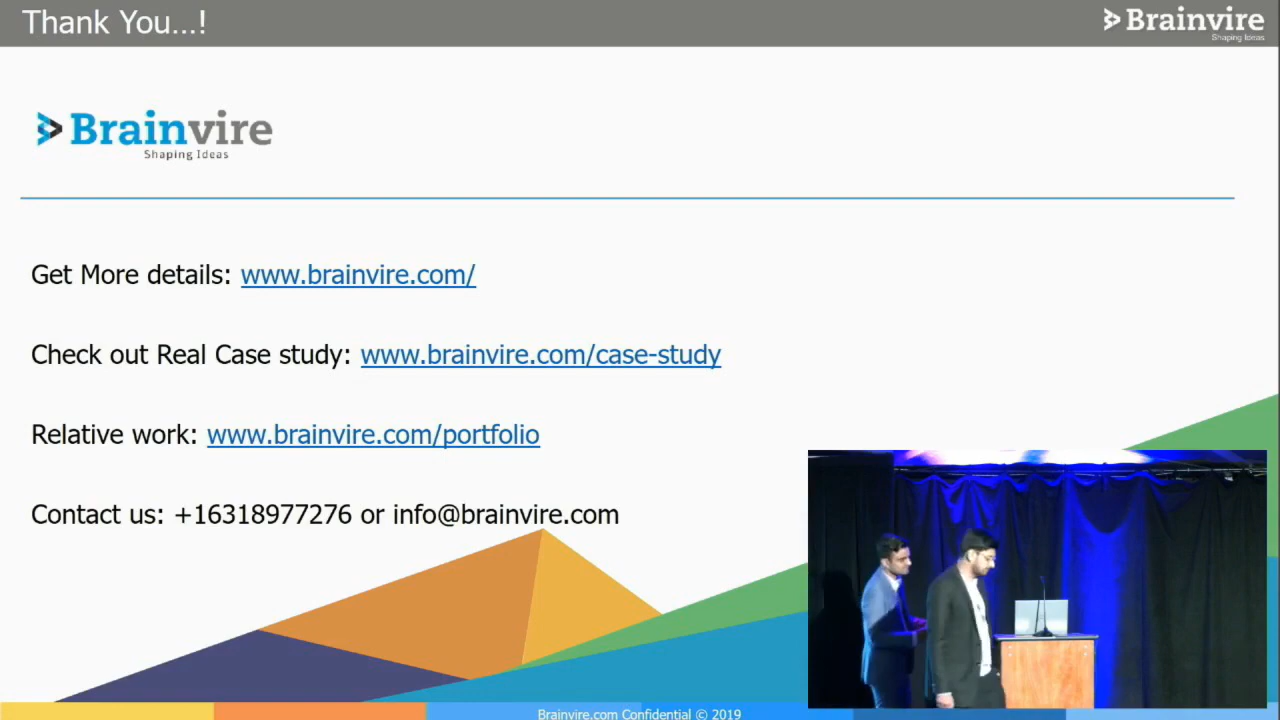 Thank You...!
Brainvire
Shaping Ideas
Brainvire
Shaping Ideas
Get More details: www.brainvire.com/
Check out Real Case study: www.brainvire.com/case-study
Relative work: www.brainvire.com/portfolio
Contact us: +16318977276 or info@brainvire.com
Brainvire.com Confidential © 2019